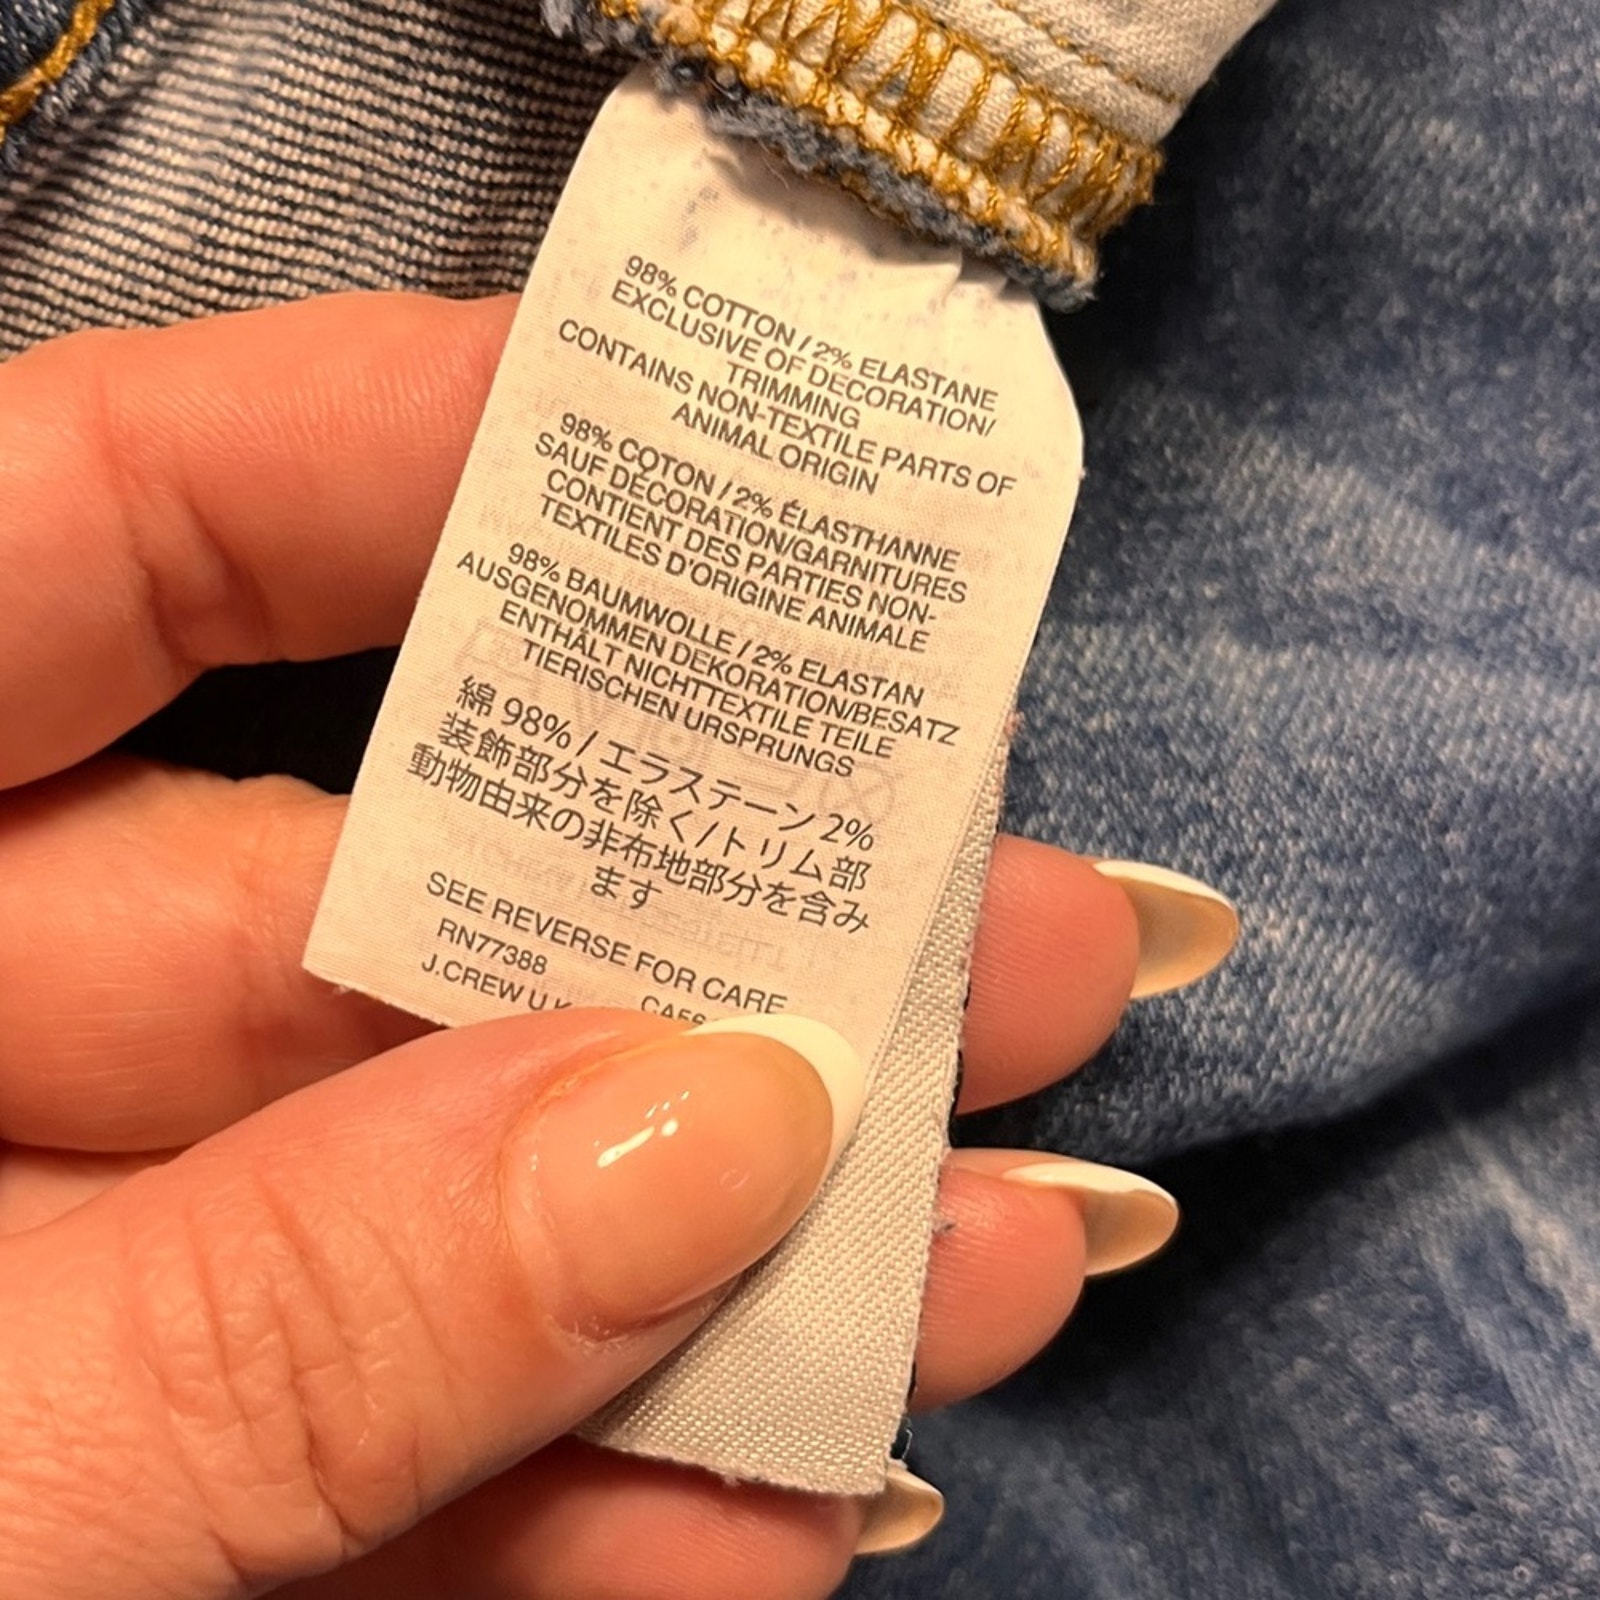 98% COTTON / 2% ELASTANE
EXCLUSIVE OF DECORATION/
TRIMMING
CONTAINS NON-TEXTILE PARTS OF
ANIMAL ORIGIN
98% COTON / 2% ÉLASTHANNE
SAUF DÉCORATION/GARNITURES
CONTIENT DES PARTIES NON-
TEXTILES D'ORIGINE ANIMALE
98% BAUMWOLLE / 2% ELASTAN
AUSGENOMMEN DEKORATION/BESATZ
ENTHÄLT NICHTTEXTILE TEILE
TIERISCHEN URSPRUNGS
綿 98% / エラステーン 2%
装飾部分を除く/トリム部
動物由来の非布地部分を含み
ます
SEE REVERSE FOR CARE
RN77388
J.CREW U.K.